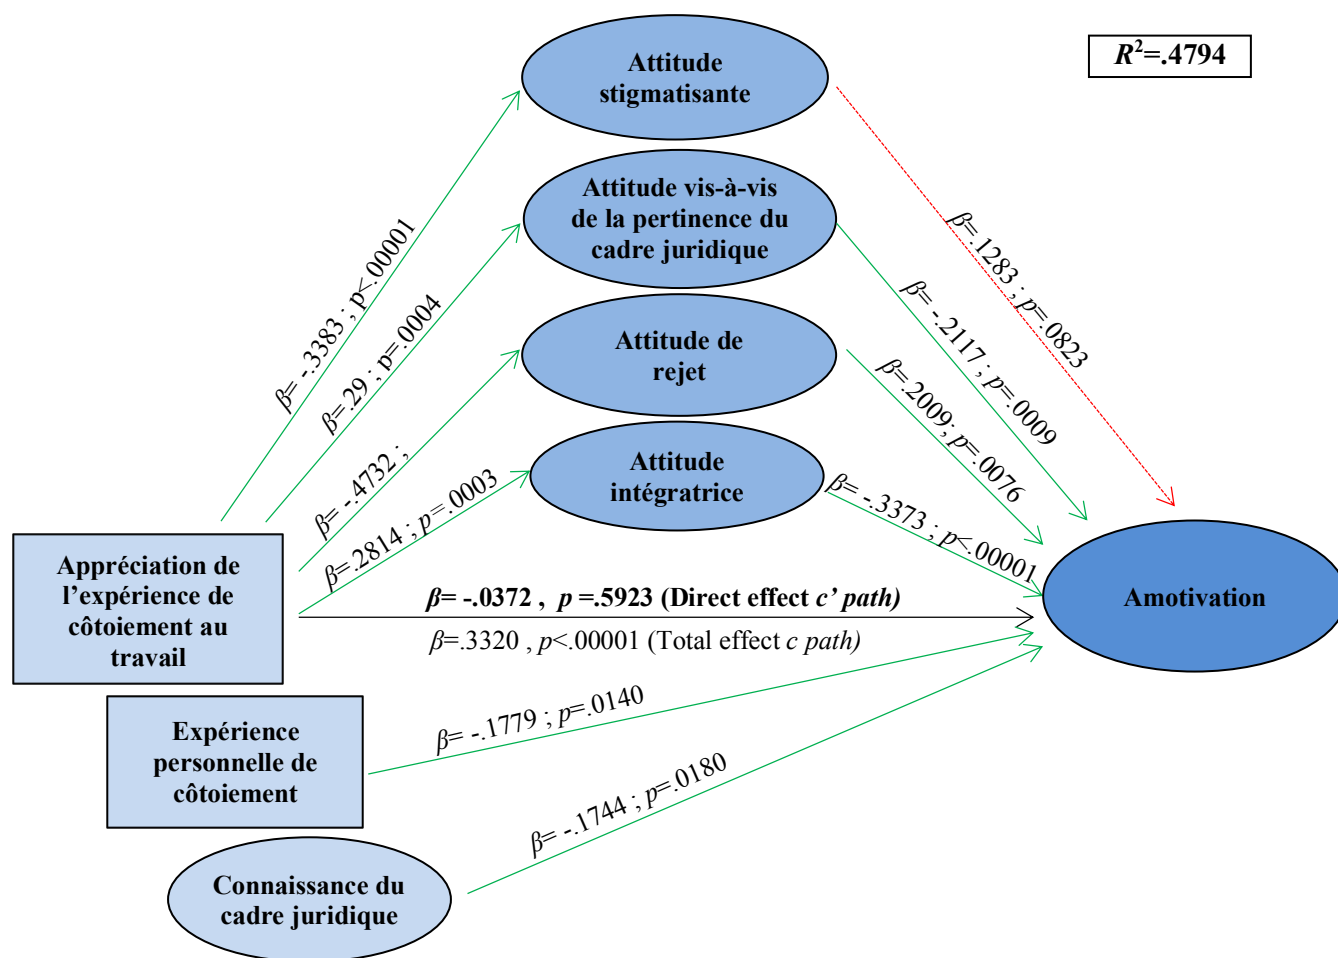 Attitude
stigmatisante
R²=.4794
Attitude vis-à-vis
de la pertinence du
cadre juridique
Attitude de
rejet
Attitude
intégratrice
β= -.3383 ; p<.00001
β=.29 ; p=.0004
β= -.4732 ;
β=.2814 ; p=.0003
β=.1283 ; p=.0823
β= -.2117 ; p=.0009
β=.2009; p=.0076
β= -.3373 ; p<.00001
Appréciation de
l’expérience de
côtoiement au
travail
β= -.0372 , p =.5923 (Direct effect c’ path)
β=.3320 , p<.00001 (Total effect c path)
Amotivation
β= -.1779 ; p=.0140
Expérience
personnelle de
côtoiement
β= -.1744 ; p=.0180
Connaissance du
cadre juridique